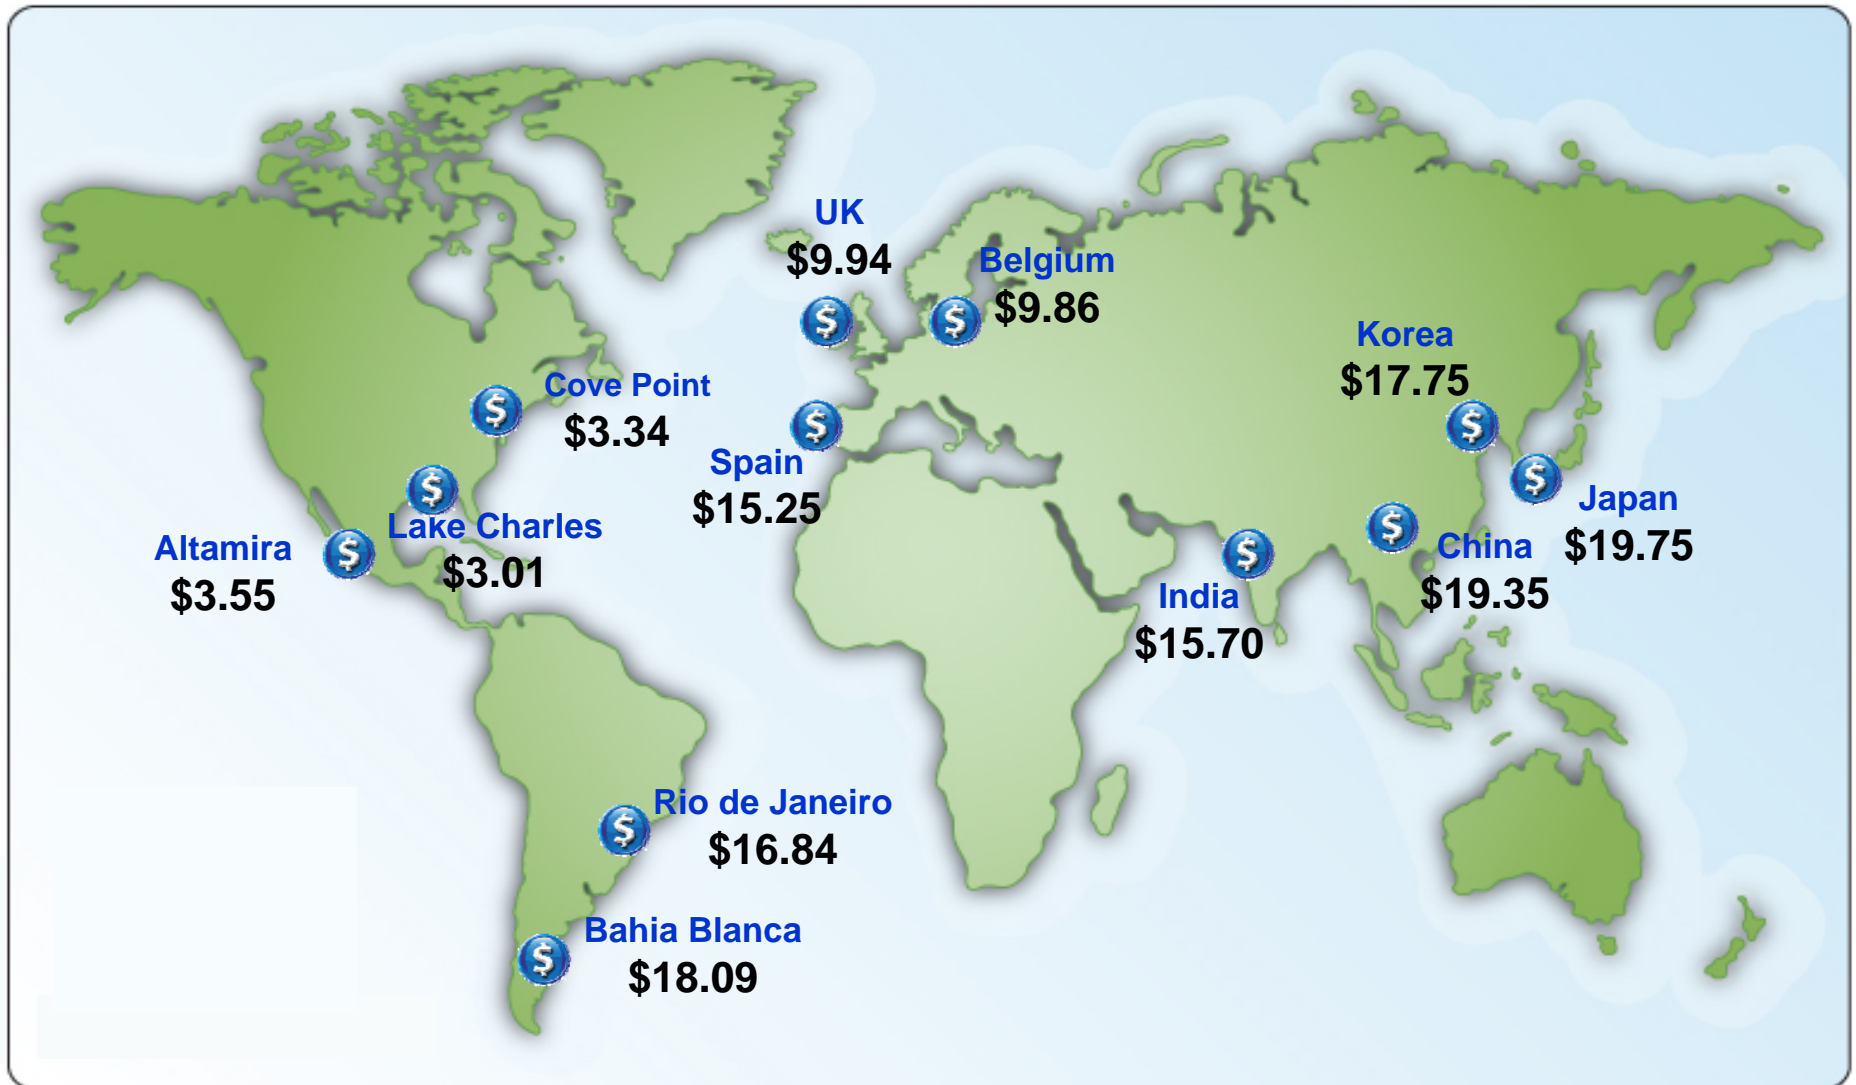 UK
$9.94
Belgium
$9.86
Korea
$17.75
Cove Point
$3.34
Spain
$15.25
Japan
$19.75
Lake Charles
$3.01
Altamira
$3.55
China
$19.35
India
$15.70
Rio de Janeiro
$16.84
Bahia Blanca
$18.09